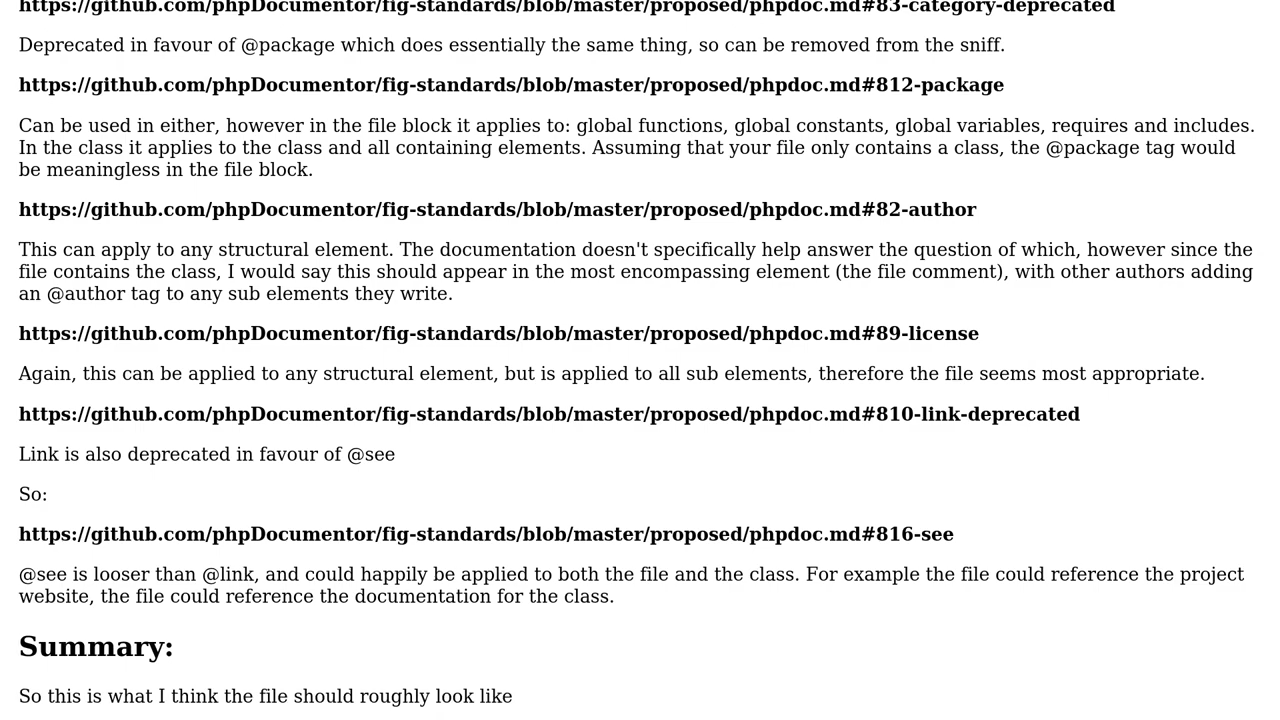 https://github.com/phpDocumentor/fig-standards/blob/master/proposed/phpdoc.md#83-category-deprecated
Deprecated in favour of @package which does essentially the same thing, so can be removed from the sniff.
https://github.com/phpDocumentor/fig-standards/blob/master/proposed/phpdoc.md#812-package
Can be used in either, however in the file block it applies to: global functions, global constants, global variables, requires and includes.
In the class it applies to the class and all containing elements. Assuming that your file only contains a class, the @package tag would
be meaningless in the file block.
https://github.com/phpDocumentor/fig-standards/blob/master/proposed/phpdoc.md#82-author
This can apply to any structural element. The documentation doesn't specifically help answer the question of which, however since the
file contains the class, I would say this should appear in the most encompassing element (the file comment), with other authors adding
an @author tag to any sub elements they write.
https://github.com/phpDocumentor/fig-standards/blob/master/proposed/phpdoc.md#89-license
Again, this can be applied to any structural element, but is applied to all sub elements, therefore the file seems most appropriate.
https://github.com/phpDocumentor/fig-standards/blob/master/proposed/phpdoc.md#810-link-deprecated
Link is also deprecated in favour of @see
So:
https://github.com/phpDocumentor/fig-standards/blob/master/proposed/phpdoc.md#816-see
@see is looser than @link, and could happily be applied to both the file and the class. For example the file could reference the project
website, the file could reference the documentation for the class.
Summary:
So this is what I think the file should roughly look like